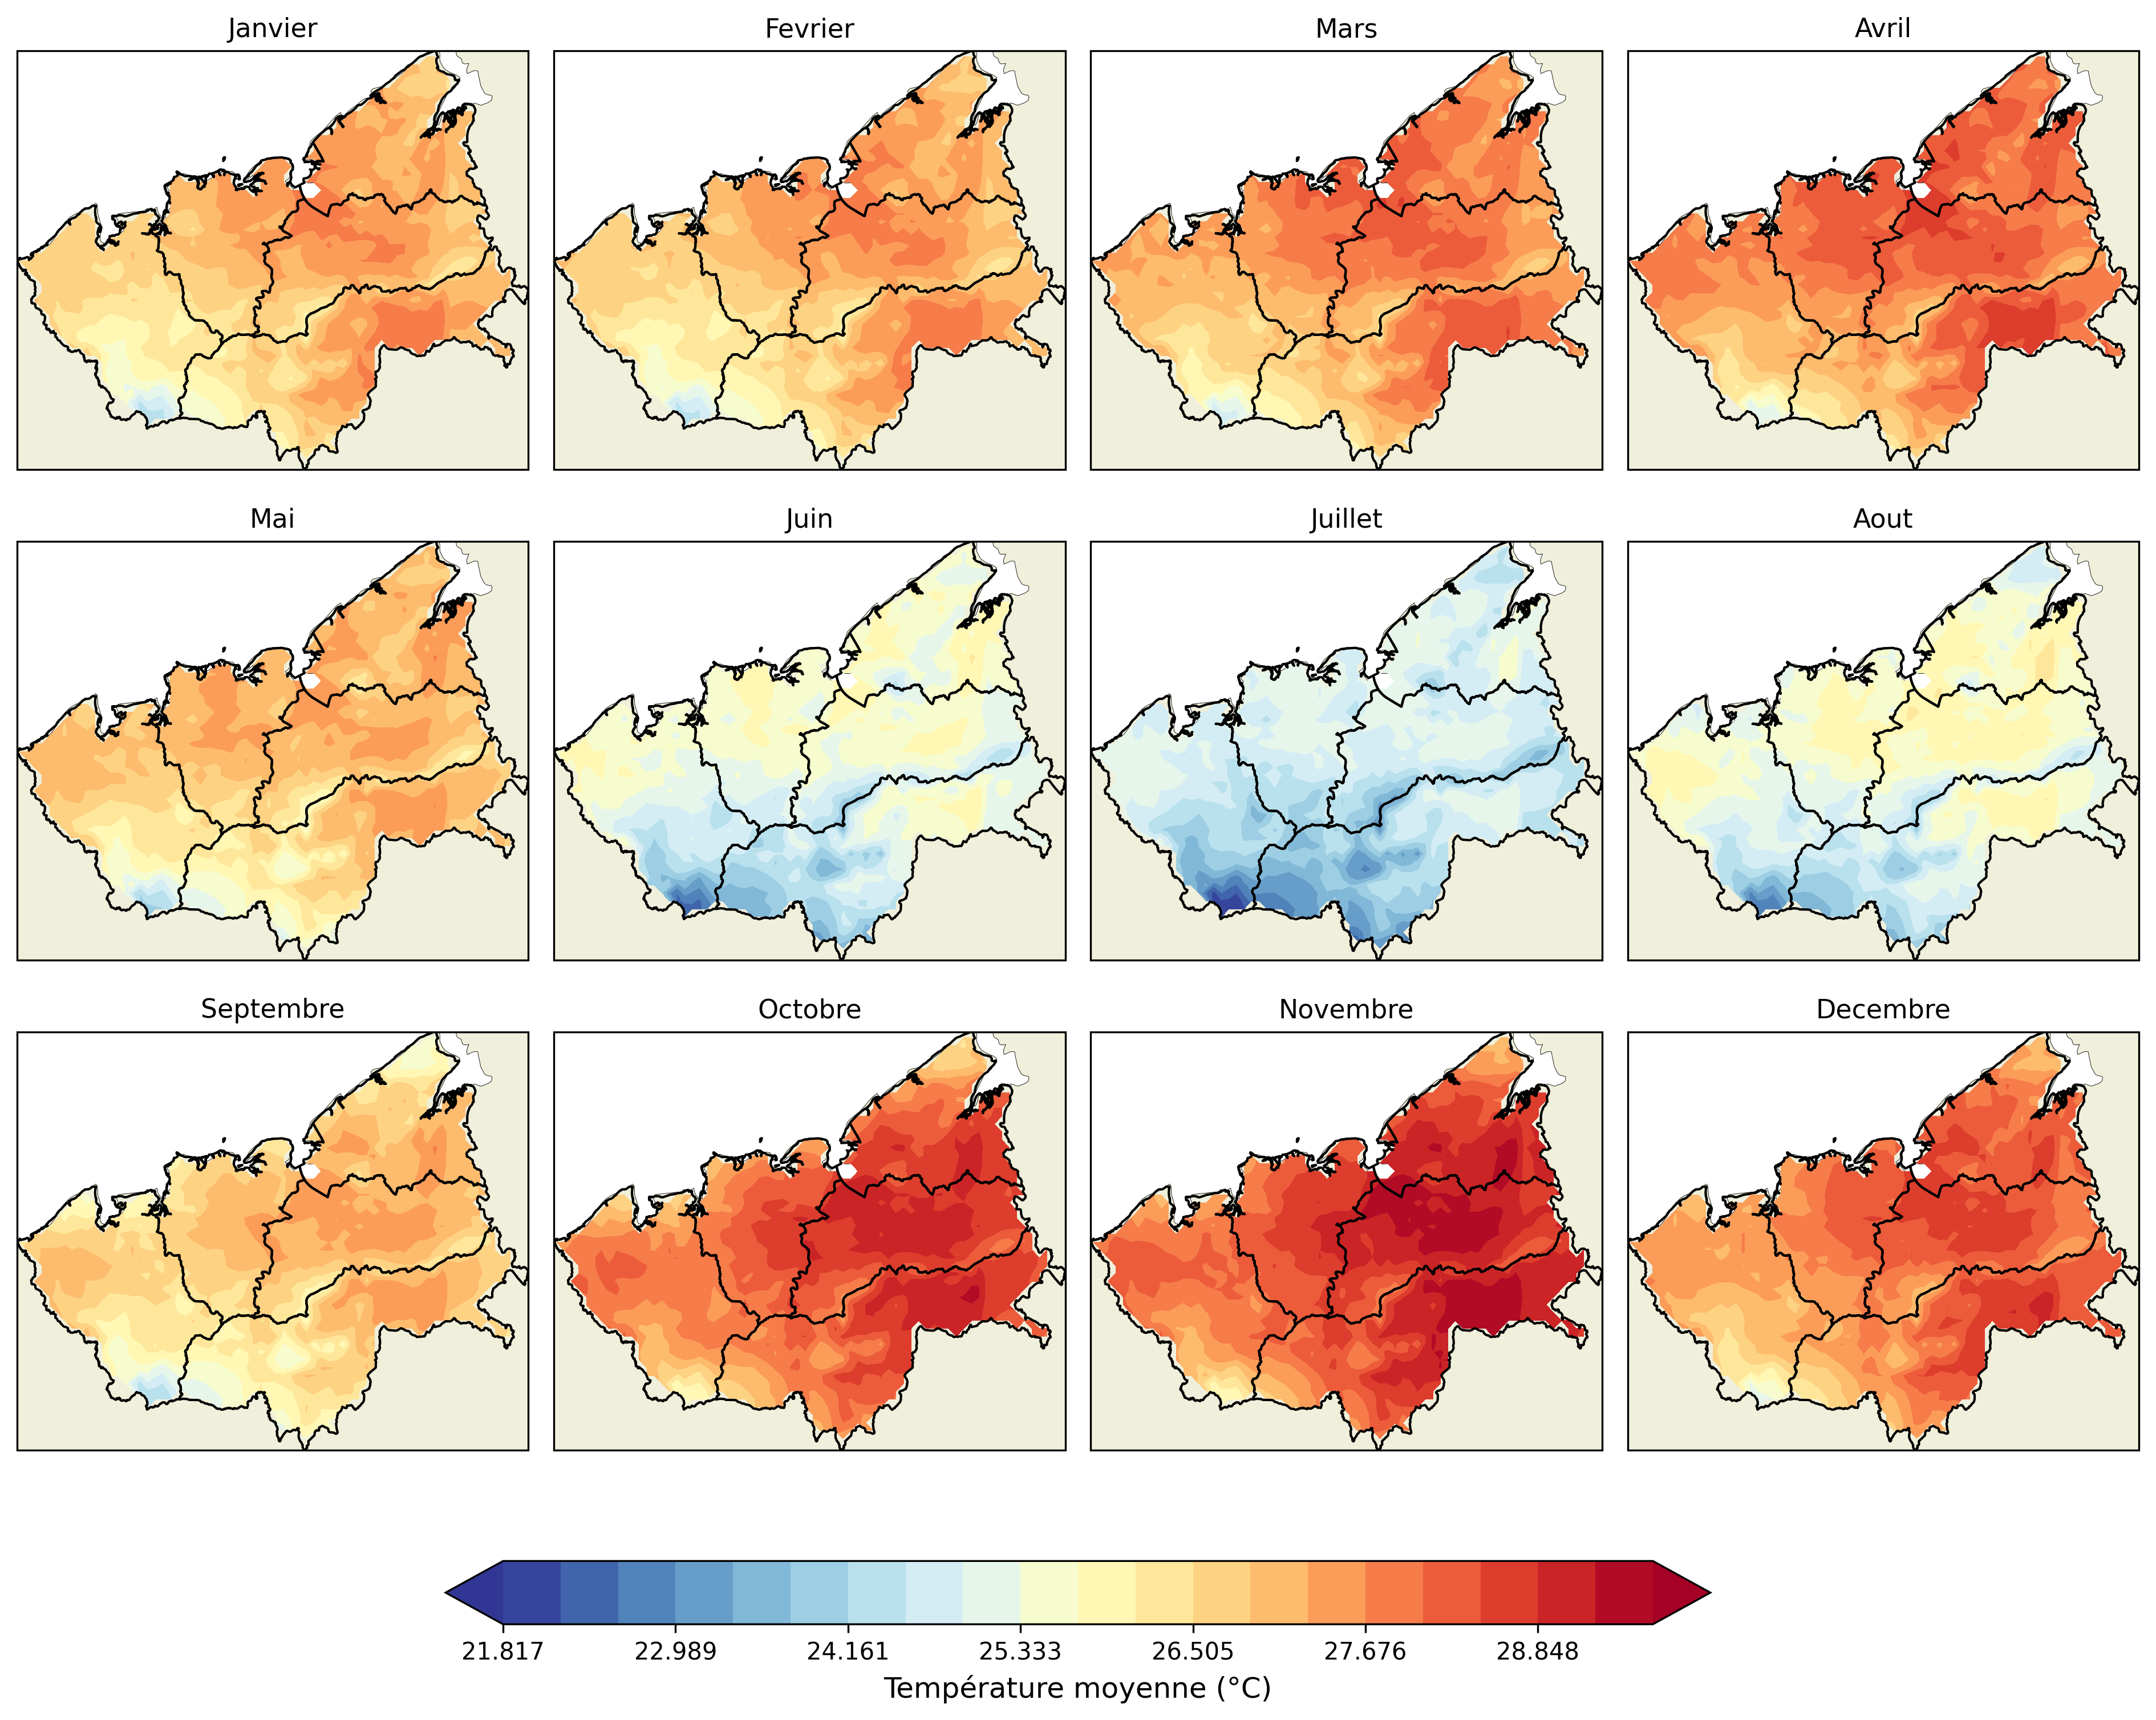 Janvier
Fevrier
Mars
Avril
Mai
Juin
Juillet
Aout
Septembre
Octobre
Novembre
Decembre
21.817 22.989 24.161 25.333 26.505 27.676 28.848
Température moyenne (°C)